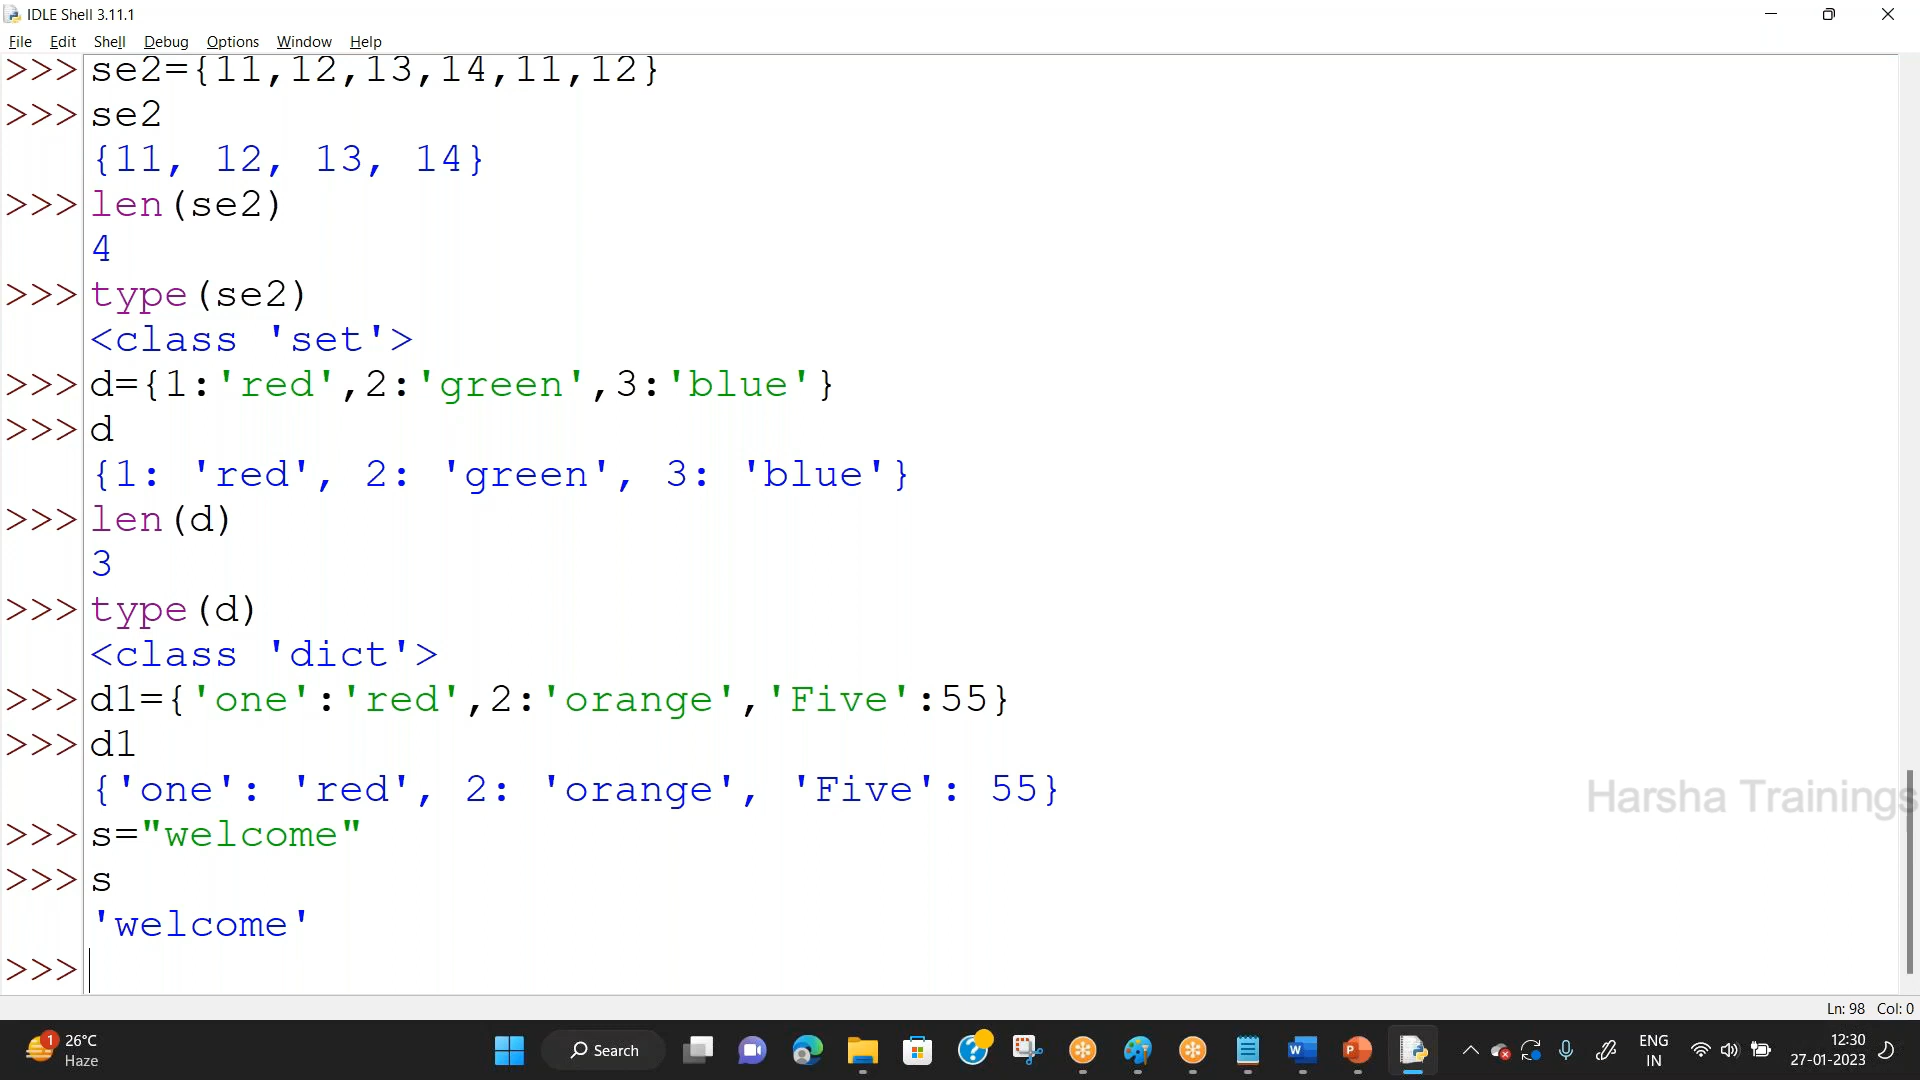 IDLE Shell 3.11.1
File Edit Shell Debug Options Window Help
>>> se2={11,12,13,14,11,12}
>>> se2
{11, 12, 13, 14}
>>> len(se2)
4
>>> type(se2)
<class 'set'>
>>> d={1:'red',2:'green',3:'blue'}
>>> d
{1: 'red', 2: 'green', 3: 'blue'}
>>> len(d)
3
>>> type(d)
<class 'dict'>
>>> d1={'one':'red',2:'orange','Five':55}
>>> d1
{'one': 'red', 2: 'orange', 'Five': 55}
Harsha Trainings
>>> s="welcome"
>>> s
'welcome'
>>>
Ln: 98 Col: 0
1 26°C
Haze
Search
ENG
IN
12:30
27-01-2023